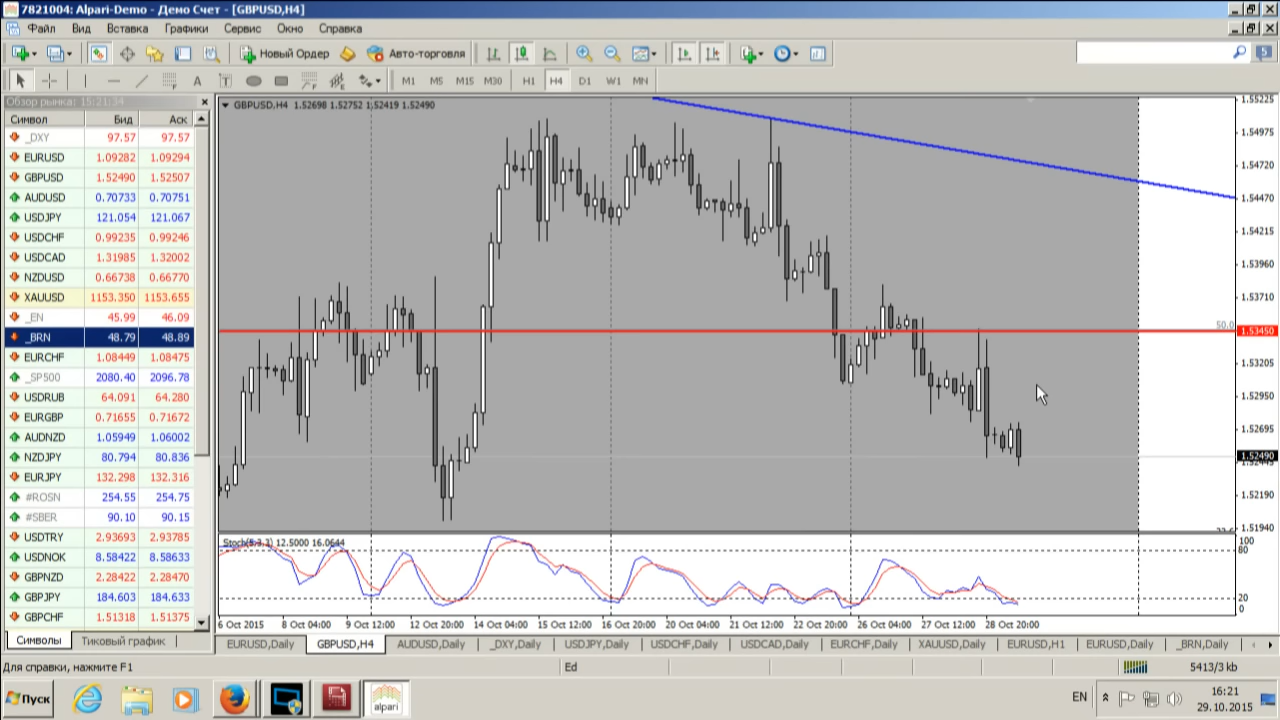 7821004: Alpari-Demo - Демо Счет - [GBPUSD,H4]
Файл Вид Вставка Графики Сервис Окно Справка
Новый Ордер Авто-торговля 5
A T M1 M5 M15 M30 H1 H4 D1 W1 MN
Обзор рынка: 15:21:34
Символ Бид Аск
_DXY 97.57 97.57
EURUSD 1.09282 1.09294
GBPUSD 1.52490 1.52507
AUDUSD 0.70733 0.70751
USDJPY 121.054 121.067
USDCHF 0.99235 0.99246
USDCAD 1.31985 1.32002
NZDUSD 0.66738 0.66770
XAUUSD 1153.350 1153.655
_EN 45.99 46.09
_BRN 48.79 48.89
EURCHF 1.08449 1.08475
_SP500 2080.40 2096.78
USDRUB 64.091 64.280
EURGBP 0.71655 0.71672
AUDNZD 1.05949 1.06002
NZDJPY 80.794 80.836
EURJPY 132.298 132.316
#ROSN 254.55 254.75
#SBER 90.10 90.15
USDTRY 2.93693 2.93785
USDNOK 8.58422 8.58633
GBPNZD 2.28422 2.28470
GBPJPY 184.603 184.633
GBPCHF 1.51318 1.51375
Символы Тиковый график
GBPUSD,H4 1.52698 1.52752 1.52419 1.52490
1.55225
1.54975
1.54720
1.54470
1.54215
1.53960
1.53710
50.0 1.53450
1.53205
1.52950
1.52695
1.52490
1.52445
1.52190
1.51940
Stoch(5,3,3) 12.5000 16.0644
100
80
20
0
6 Oct 2015 8 Oct 04:00 9 Oct 12:00 12 Oct 20:00 14 Oct 04:00 15 Oct 12:00 16 Oct 20:00 20 Oct 04:00 21 Oct 12:00 22 Oct 20:00 26 Oct 04:00 27 Oct 12:00 28 Oct 20:00
EURUSD,Daily GBPUSD,H4 AUDUSD,Daily _DXY,Daily USDJPY,Daily USDCHF,Daily USDCAD,Daily EURCHF,Daily XAUUSD,Daily EURUSD,H1 EURUSD,Daily _BRN,Daily
Для справки, нажмите F1 Ed 5413/3 kb
Пуск alpari EN 16:21
29.10.2015